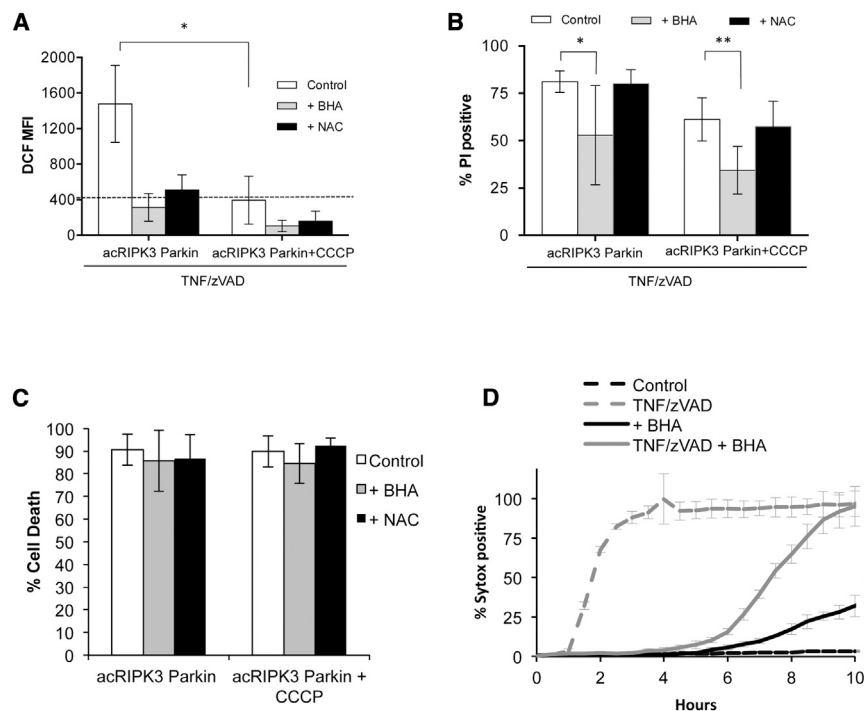 A
*
2000
1600
1200
800
400
0
DCF MFI
Control
+ BHA
+ NAC
acRIPK3 Parkin
acRIPK3 Parkin+CCCP
TNF/zVAD
B
Control
+ BHA
+ NAC
*
**
100
75
50
25
0
% PI positive
acRIPK3 Parkin
acRIPK3 Parkin+CCCP
TNF/zVAD
C
100
90
80
70
60
50
40
30
20
10
0
% Cell Death
Control
+ BHA
+ NAC
acRIPK3 Parkin
acRIPK3 Parkin +
CCCP
D
Control
TNF/zVAD
+ BHA
TNF/zVAD + BHA
100
75
50
25
0
% Sytox positive
0 2 4 6 8 10
Hours